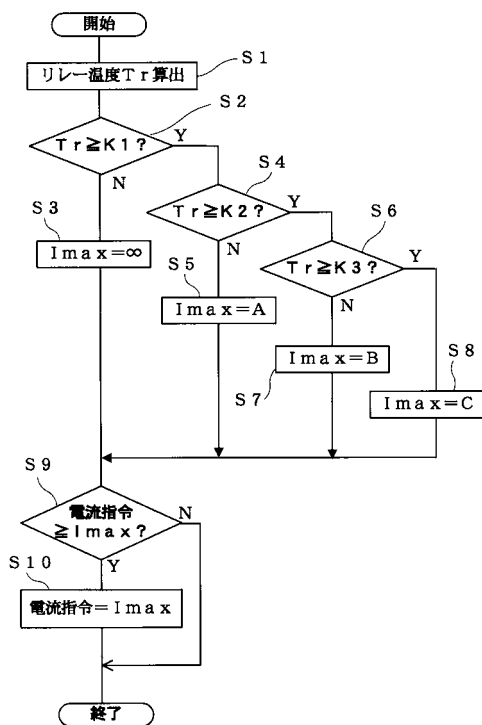 開始
S1
リレー温度Tr算出
S2
Tr≧K1?
Y
N
S4
Tr≧K2?
Y
N
S3
Imax=∞
S6
Tr≧K3?
Y
N
S5
Imax=A
S7
Imax=B
S8
Imax=C
S9
電流指令
≧Imax?
N
Y
S10
電流指令=Imax
終了